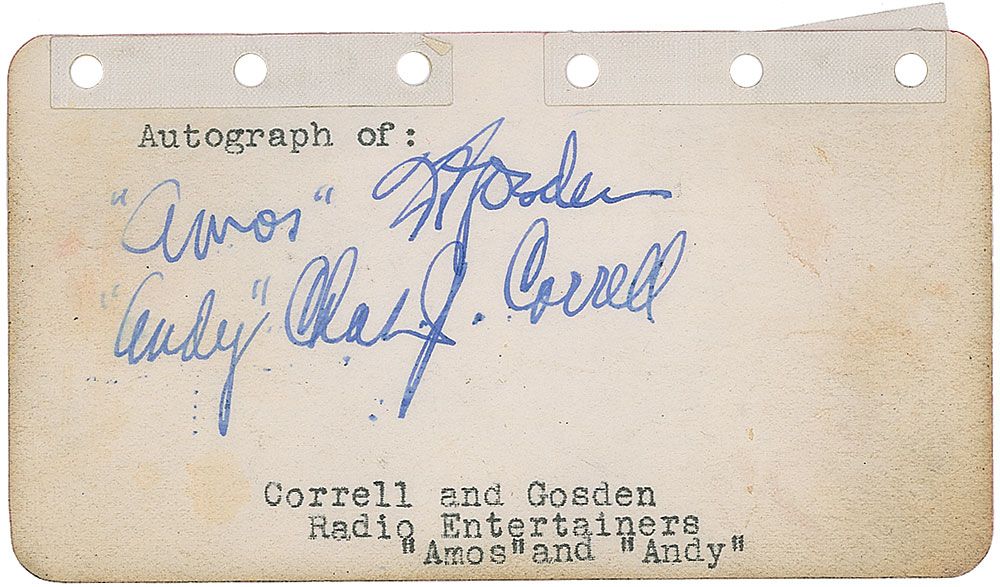 Autograph of:
"Amos" F Gosden
"Andy" Chas. J. Correll
Correll and Gosden
Radio Entertainers
"Amos"and "Andy"